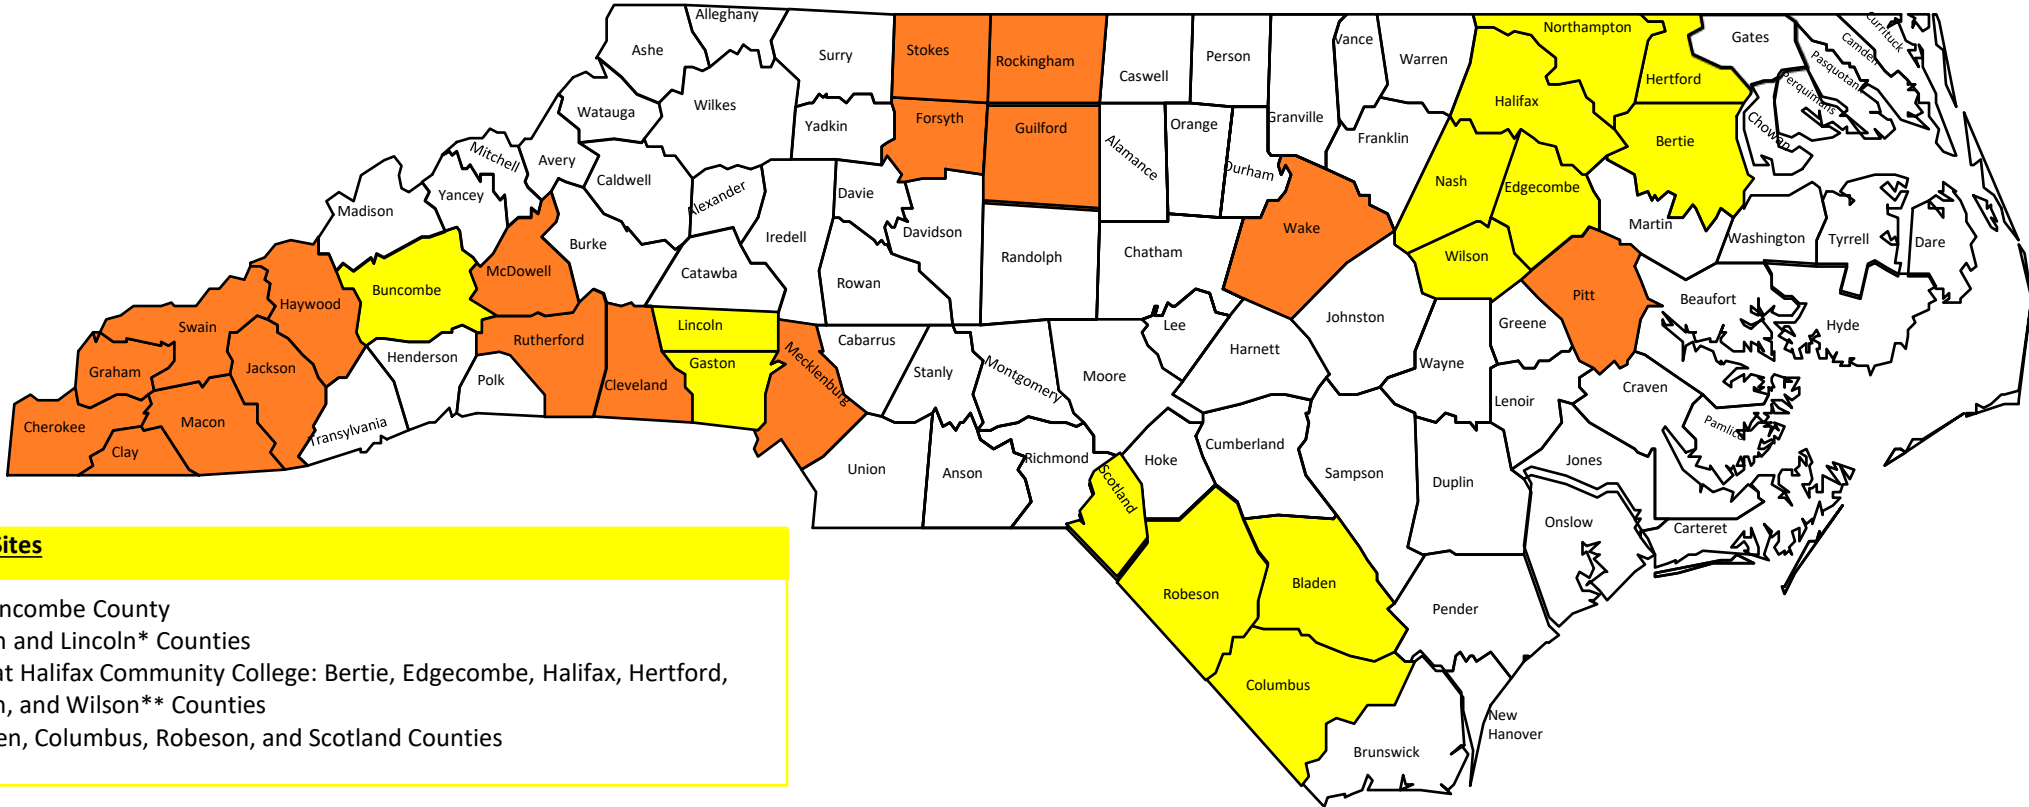 Alleghany
Ashe
Surry
Stokes
Rockingham
Caswell
Person
Vance
Warren
Northampton
Gates
Camden
Currituck
Pasquotank
Perquimans
Hertford
Watauga
Wilkes
Yadkin
Forsyth
Guilford
Alamance
Orange
Durham
Granville
Franklin
Halifax
Bertie
Chowan
Mitchell
Avery
Caldwell
Alexander
Davie
Nash
Edgecombe
Madison
Yancey
Burke
Iredell
Davidson
Wake
Martin
Washington
Tyrrell
Dare
McDowell
Catawba
Rowan
Randolph
Chatham
Wilson
Buncombe
Haywood
Swain
Pitt
Beaufort
Hyde
Lincoln
Rutherford
Cabarrus
Lee
Johnston
Greene
Graham
Jackson
Henderson
Polk
Cleveland
Gaston
Mecklenburg
Stanly
Montgomery
Moore
Harnett
Wayne
Lenoir
Craven
Pamlico
Cherokee
Macon
Clay
Transylvania
Union
Anson
Richmond
Scotland
Hoke
Cumberland
Sampson
Duplin
Jones
Onslow
Carteret
Robeson
Bladen
Pender
Columbus
New
Hanover
Brunswick
ites
ncombe County
n and Lincoln* Counties
at Halifax Community College: Bertie, Edgecombe, Halifax, Hertford,
n, and Wilson** Counties
en, Columbus, Robeson, and Scotland Counties